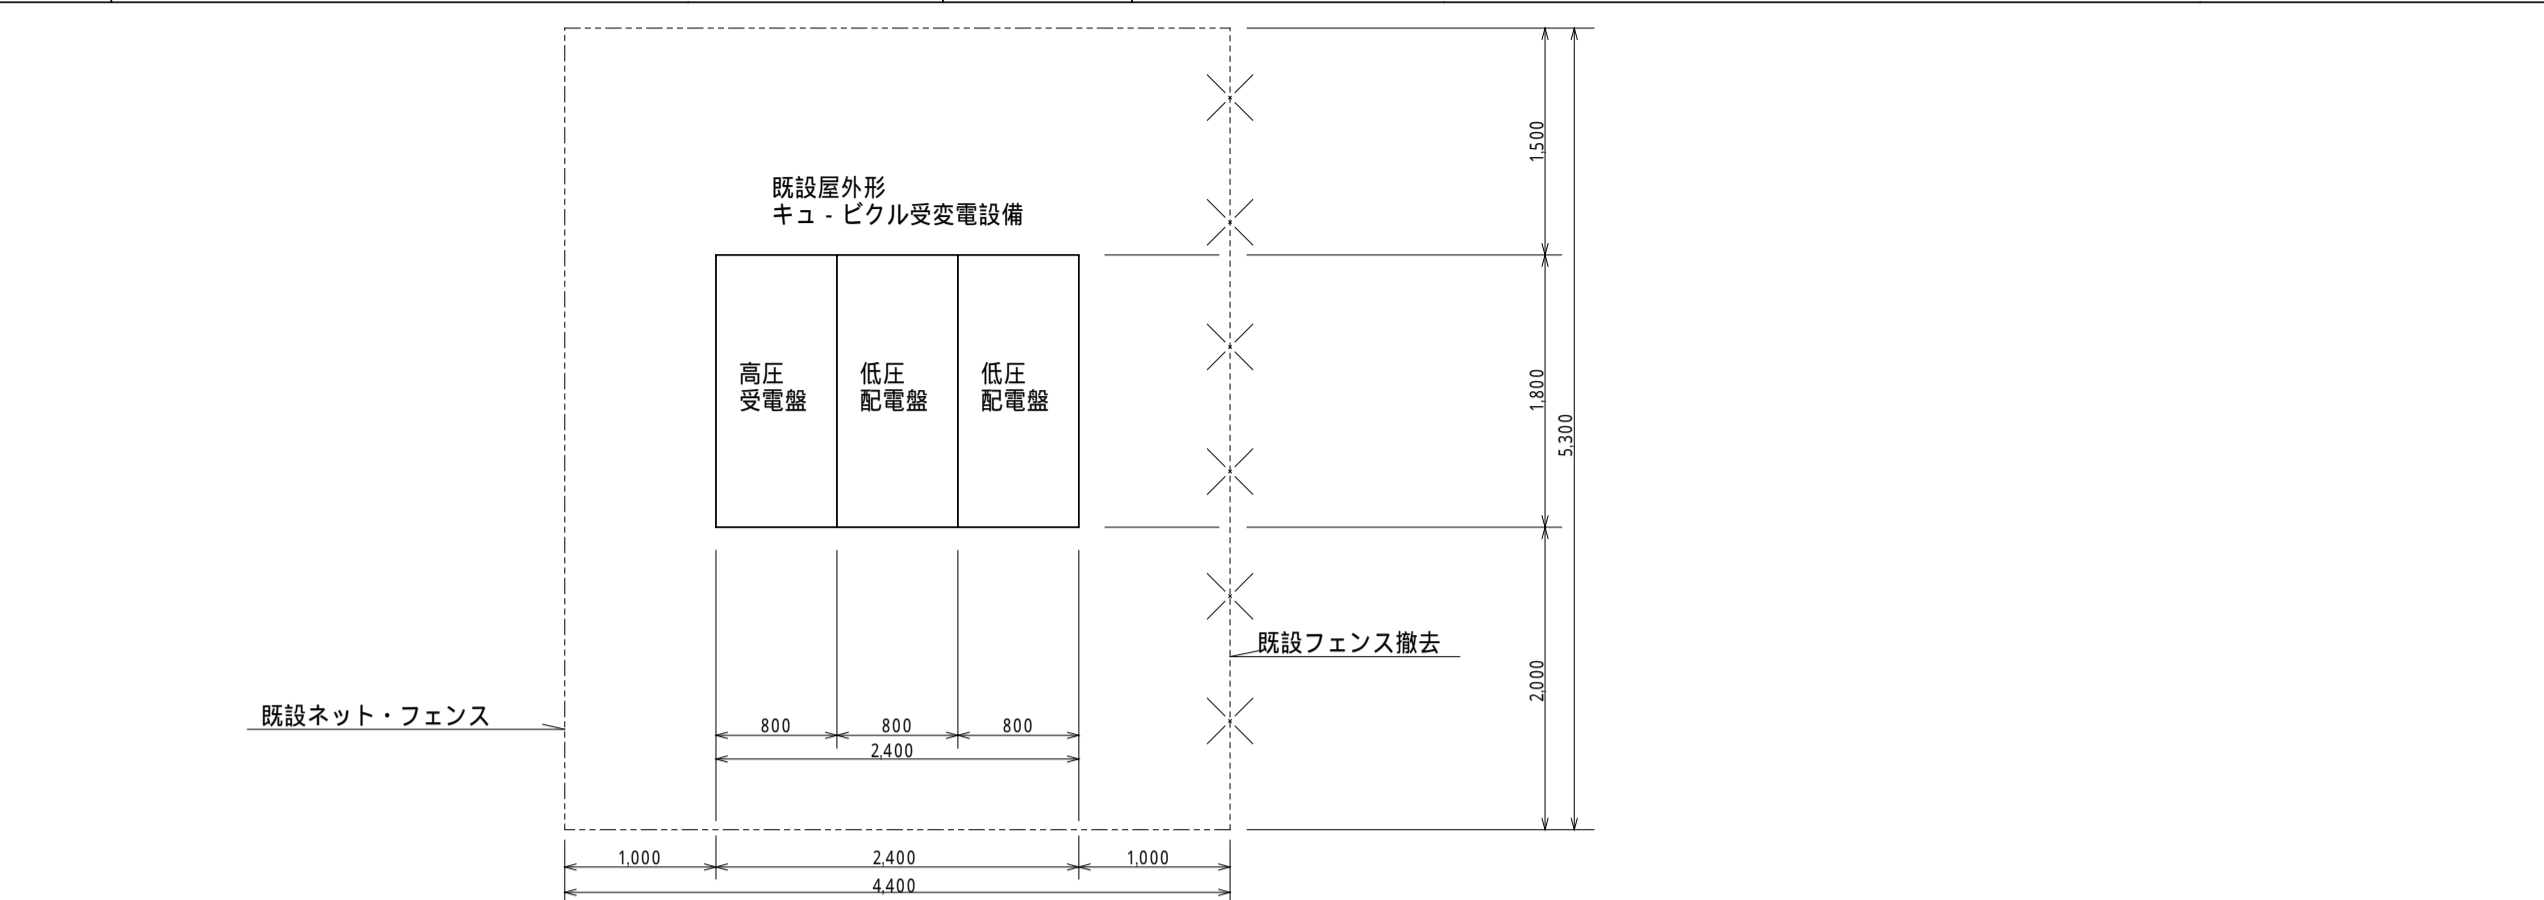 1,500
既設屋外形
キュ - ビクル受変電設備
高圧
受電盤
低圧
配電盤
低圧
配電盤
1,800
5,300
既設フェンス撤去
2,000
既設ネット・フェンス
800
800
800
2,400
1,000
2,400
1,000
4,400